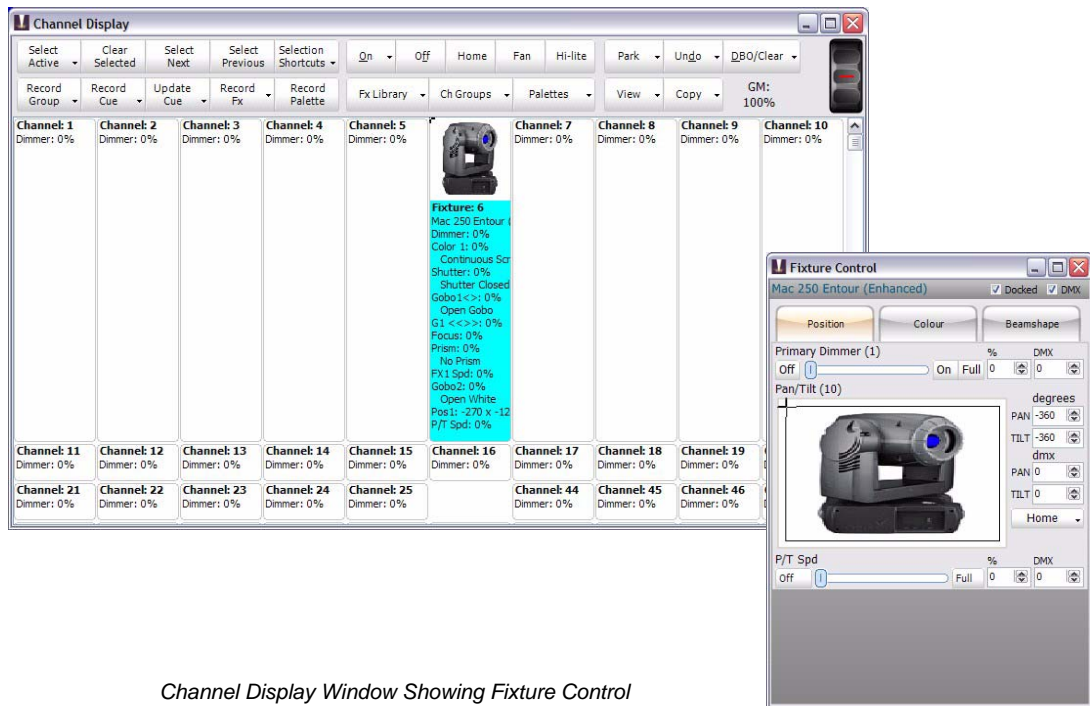 Channel Display
Select Active
Clear Selected
Select Next
Select Previous
Selection Shortcuts
On
Off
Home
Fan
Hi-lite
Park
Undo
DBO/Clear
Record Group
Record Cue
Update Cue
Record Fx
Record Palette
Fx Library
Ch Groups
Palettes
View
Copy
GM:
100%
Channel: 1
Dimmer: 0%
Channel: 2
Dimmer: 0%
Channel: 3
Dimmer: 0%
Channel: 4
Dimmer: 0%
Channel: 5
Dimmer: 0%
Fixture: 6
Mac 250 Entour (
Dimmer: 0%
Color 1: 0%
Continuous Scr
Shutter: 0%
Shutter Closed
Gobo1<>: 0%
Open Gobo
G1 <<>>: 0%
Focus: 0%
Prism: 0%
No Prism
FX1 Spd: 0%
Gobo2: 0%
Open White
Pos1: -270 x -12
P/T Spd: 0%
Channel: 7
Dimmer: 0%
Channel: 8
Dimmer: 0%
Channel: 9
Dimmer: 0%
Channel: 10
Dimmer: 0%
Channel: 11
Dimmer: 0%
Channel: 12
Dimmer: 0%
Channel: 13
Dimmer: 0%
Channel: 14
Dimmer: 0%
Channel: 15
Dimmer: 0%
Channel: 16
Dimmer: 0%
Channel: 17
Dimmer: 0%
Channel: 18
Dimmer: 0%
Channel: 19
Dimmer: 0%
Channel: 21
Dimmer: 0%
Channel: 22
Dimmer: 0%
Channel: 23
Dimmer: 0%
Channel: 24
Dimmer: 0%
Channel: 25
Dimmer: 0%
Channel: 44
Dimmer: 0%
Channel: 45
Dimmer: 0%
Channel: 46
Dimmer: 0%
Fixture Control
Mac 250 Entour (Enhanced)
Docked
DMX
Position
Colour
Beamshape
Primary Dimmer (1)
%
DMX
Off
On
Full
0
0
Pan/Tilt (10)
degrees
PAN -360
TILT -360
dmx
PAN 0
TILT 0
Home
P/T Spd
%
DMX
Off
Full
0
0
Channel Display Window Showing Fixture Control